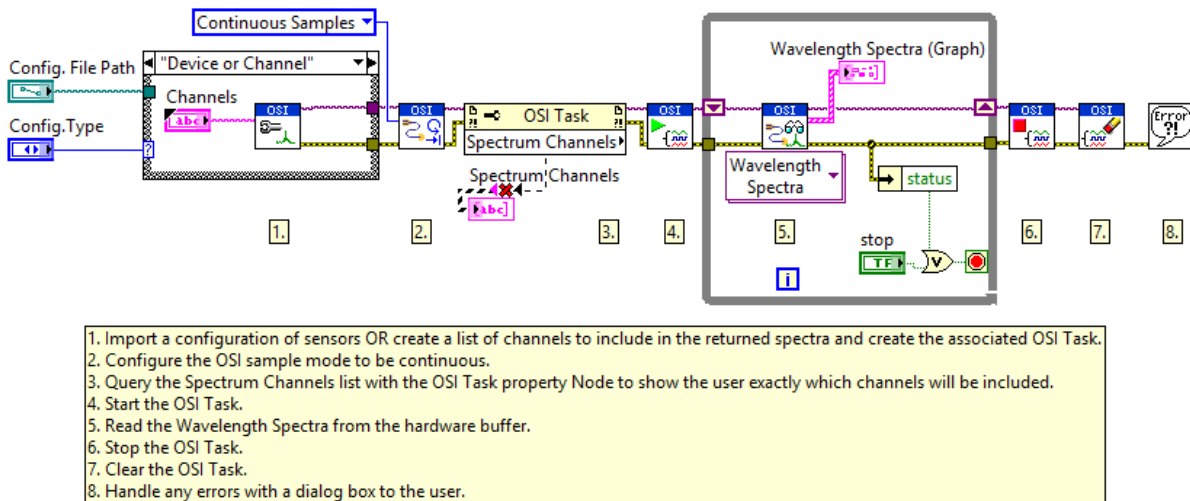 Continuous Samples
Config. File Path
"Device or Channel"
Channels
abc
Config.Type
?
OSI
OSI
OSI Task
?!
?!
Spectrum Channels
Spectrum Channels
abc
OSI
OSI
Wavelength Spectra (Graph)
Wavelength
Spectra
status
stop
TF
V
i
OSI
OSI
Error
?!
1.
2.
3.
4.
5.
6.
7.
8.
1. Import a configuration of sensors OR create a list of channels to include in the returned spectra and create the associated OSI Task.
2. Configure the OSI sample mode to be continuous.
3. Query the Spectrum Channels list with the OSI Task property Node to show the user exactly which channels will be included.
4. Start the OSI Task.
5. Read the Wavelength Spectra from the hardware buffer.
6. Stop the OSI Task.
7. Clear the OSI Task.
8. Handle any errors with a dialog box to the user.